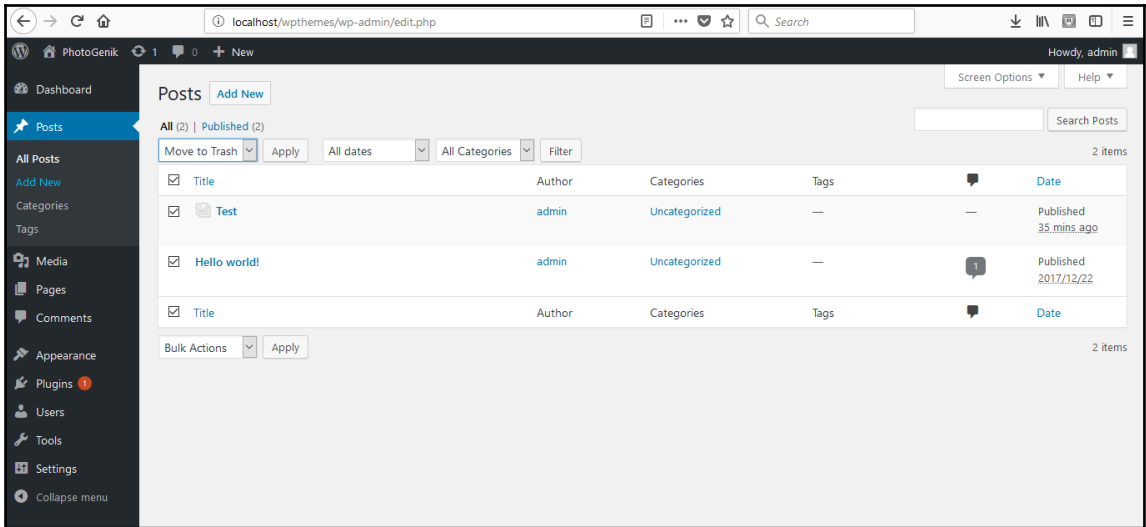 localhost/wpthemes/wp-admin/edit.php Search
PhotoGenik 1 0 New Howdy, admin
Screen Options Help
Dashboard
Posts
All Posts
Add New
Categories
Tags
Media
Pages
Comments
Appearance
Plugins 1
Users
Tools
Settings
Collapse menu
Posts Add New
All (2) | Published (2) Search Posts
Move to Trash Apply All dates All Categories Filter 2 items
Title Author Categories Tags Date
Test admin Uncategorized — — Published
35 mins ago
Hello world! admin Uncategorized — 1 Published
2017/12/22
Title Author Categories Tags Date
Bulk Actions Apply 2 items